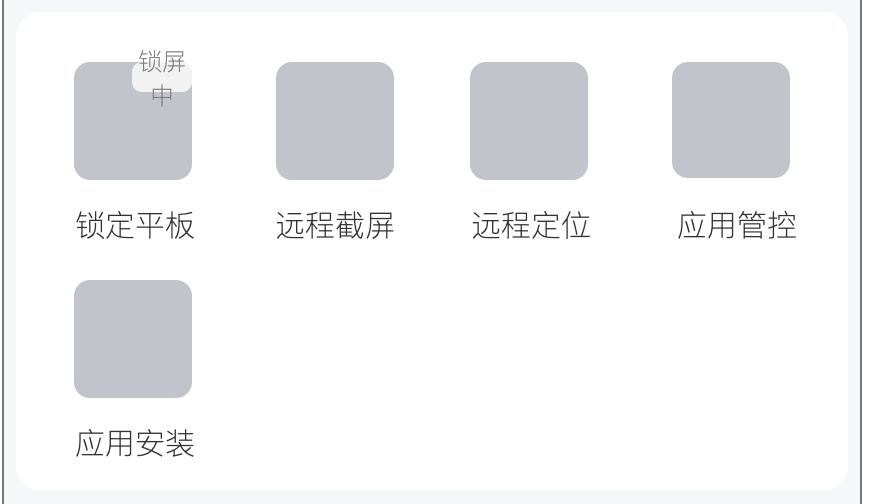 锁屏
中
锁定平板
远程截屏
远程定位
应用管控
应用安装